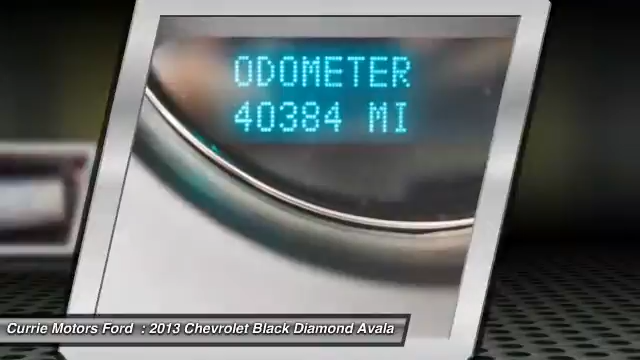 ODOMETER
40384 MI
Currie Motors Ford : 2013 Chevrolet Black Diamond Avala